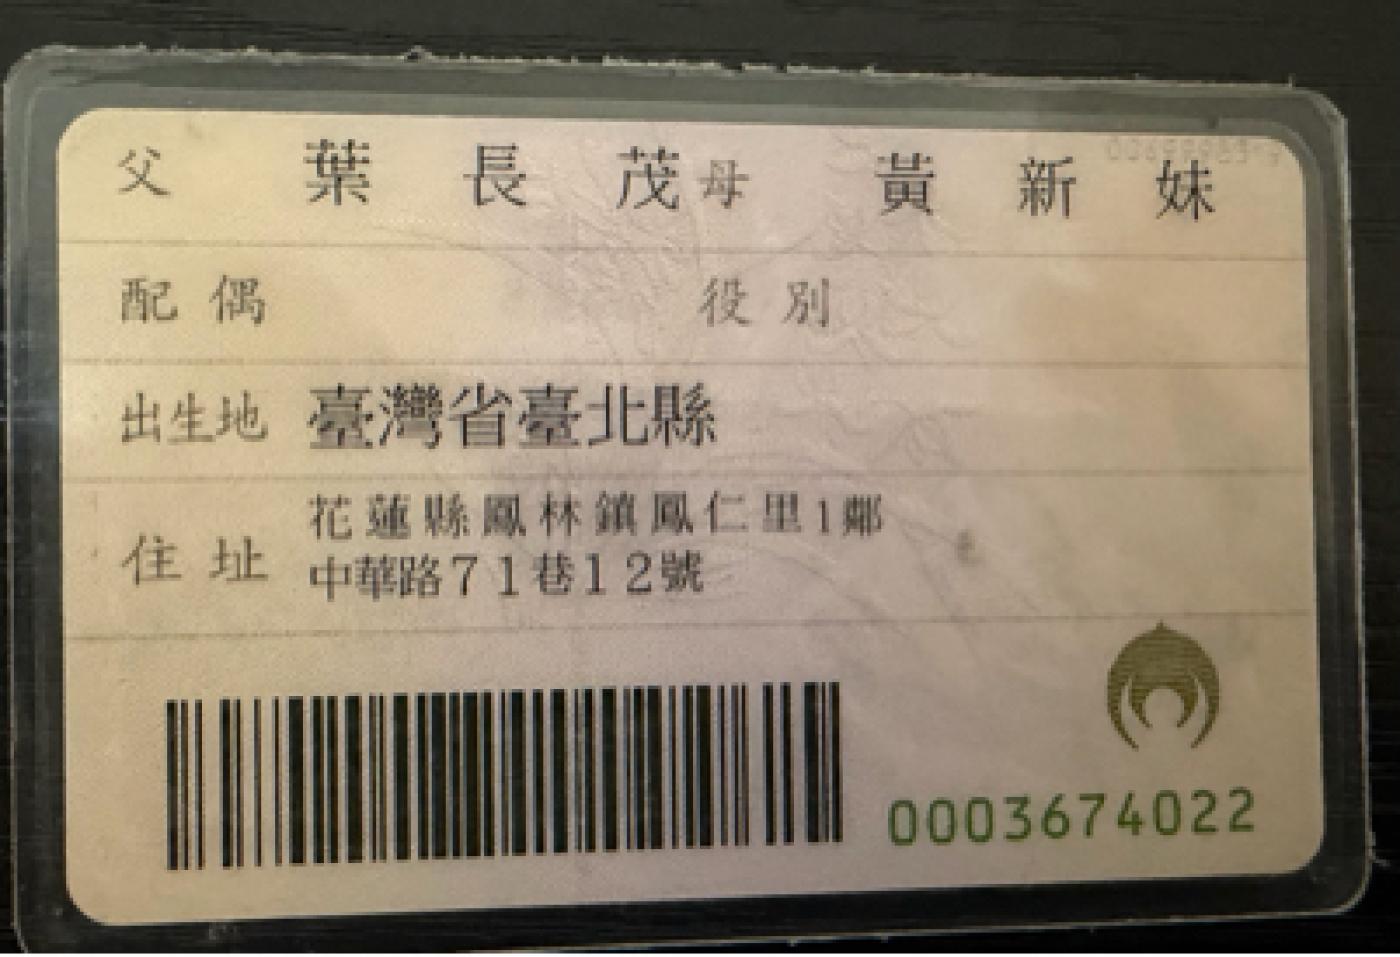 父 葉長茂 母 黃新妹
配偶 役別
出生地 臺灣省臺北縣
住址 花蓮縣鳳林鎮鳳仁里1鄰
中華路71巷12號
0003674022